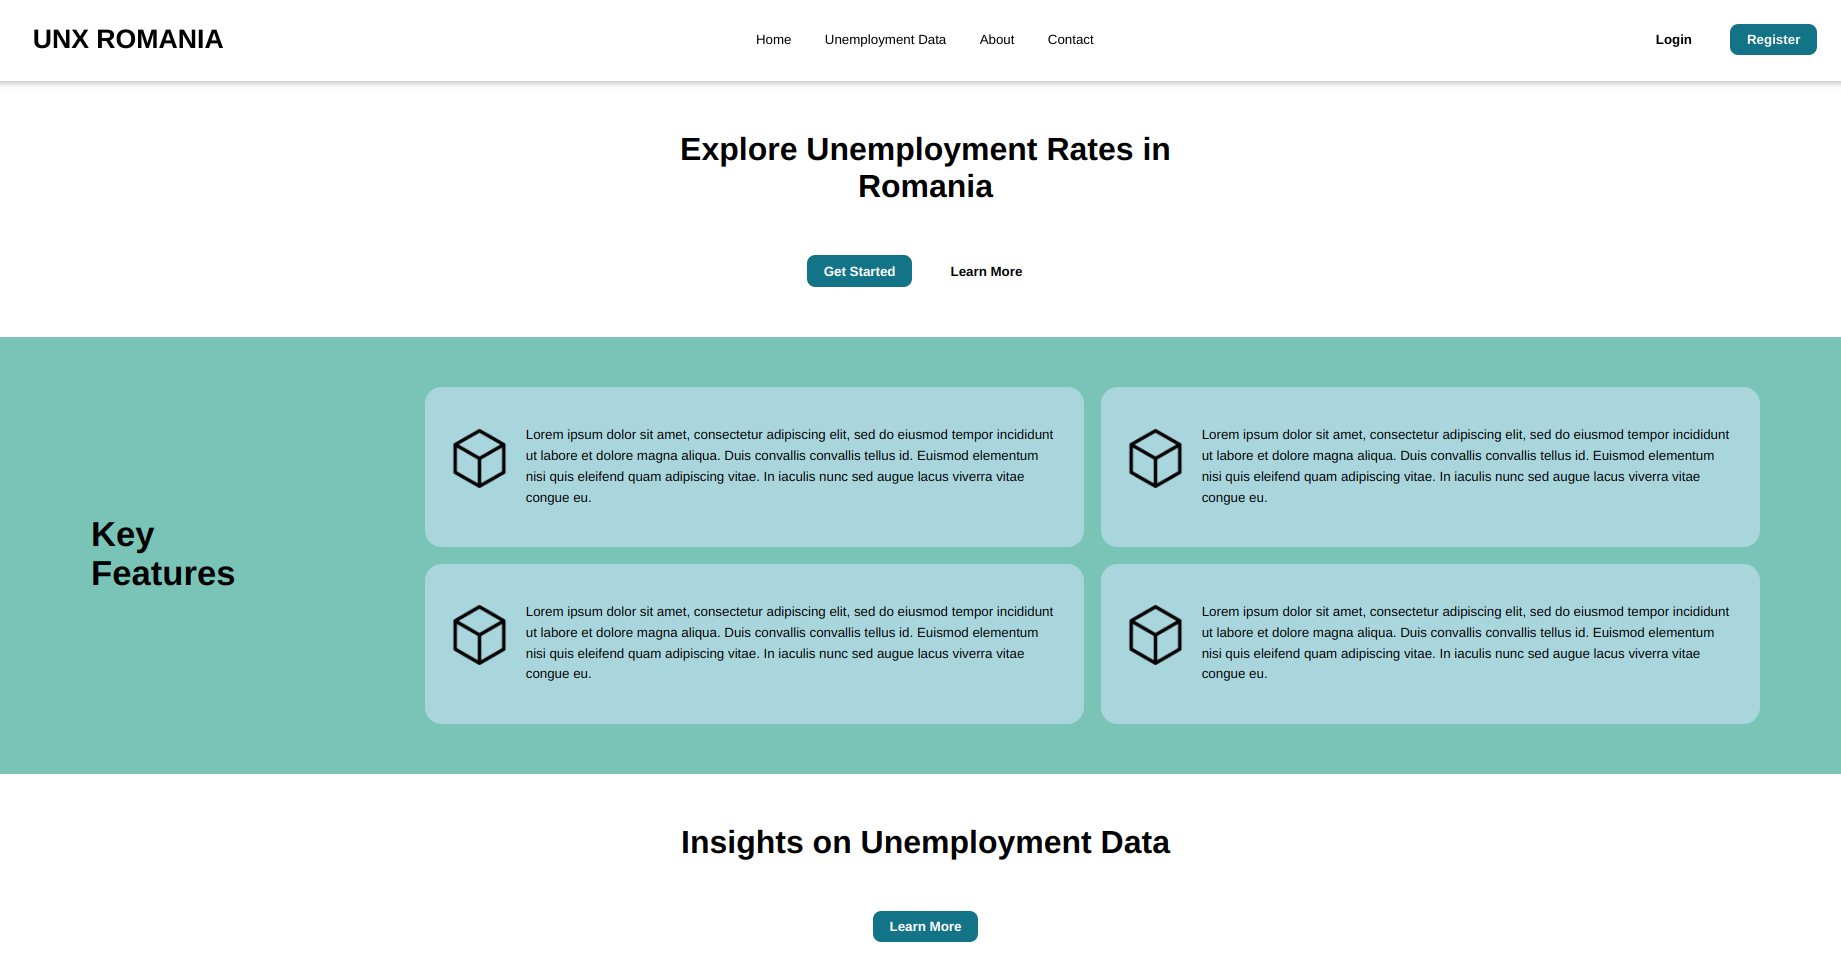 UNX ROMANIA
Home
Unemployment Data
About
Contact
Login
Register
Explore Unemployment Rates in
Romania
Get Started
Learn More
Key
Features
Lorem ipsum dolor sit amet, consectetur adipiscing elit, sed do eiusmod tempor incididunt
ut labore et dolore magna aliqua. Duis convallis convallis tellus id. Euismod elementum
nisi quis eleifend quam adipiscing vitae. In iaculis nunc sed augue lacus viverra vitae
congue eu.
Lorem ipsum dolor sit amet, consectetur adipiscing elit, sed do eiusmod tempor incididunt
ut labore et dolore magna aliqua. Duis convallis convallis tellus id. Euismod elementum
nisi quis eleifend quam adipiscing vitae. In iaculis nunc sed augue lacus viverra vitae
congue eu.
Lorem ipsum dolor sit amet, consectetur adipiscing elit, sed do eiusmod tempor incididunt
ut labore et dolore magna aliqua. Duis convallis convallis tellus id. Euismod elementum
nisi quis eleifend quam adipiscing vitae. In iaculis nunc sed augue lacus viverra vitae
congue eu.
Lorem ipsum dolor sit amet, consectetur adipiscing elit, sed do eiusmod tempor incididunt
ut labore et dolore magna aliqua. Duis convallis convallis tellus id. Euismod elementum
nisi quis eleifend quam adipiscing vitae. In iaculis nunc sed augue lacus viverra vitae
congue eu.
Insights on Unemployment Data
Learn More